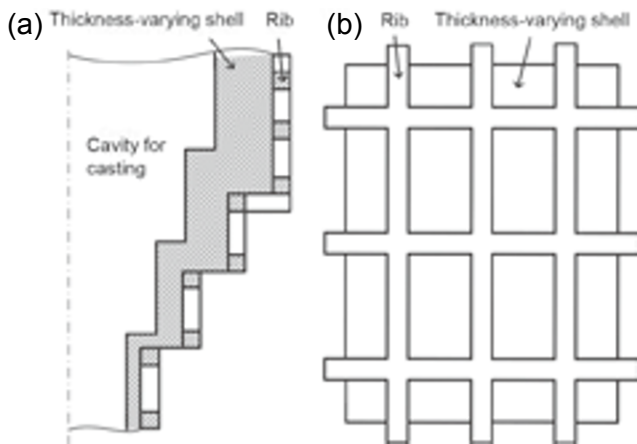 (a) Thickness-varying shell Rib
Cavity for
casting
(b) Rib Thickness-varying shell